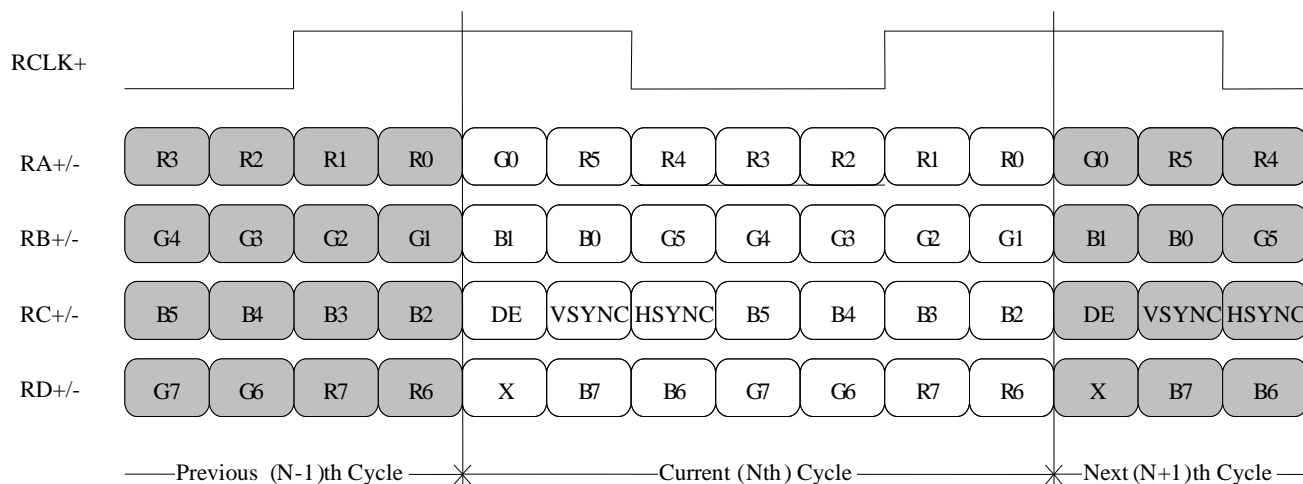 RCLK+
RA+/- R3 R2 R1 R0 G0 R5 R4 R3 R2 R1 R0 G0 R5 R4
RB+/- G4 G3 G2 G1 B1 B0 G5 G4 G3 G2 G1 B1 B0 G5
RC+/- B5 B4 B3 B2 DE VSYNC HSYNC B5 B4 B3 B2 DE VSYNC HSYNC
RD+/- G7 G6 R7 R6 X B7 B6 G7 G6 R7 R6 X B7 B6
Previous (N-1)th Cycle Current (Nth) Cycle Next (N+1)th Cycle